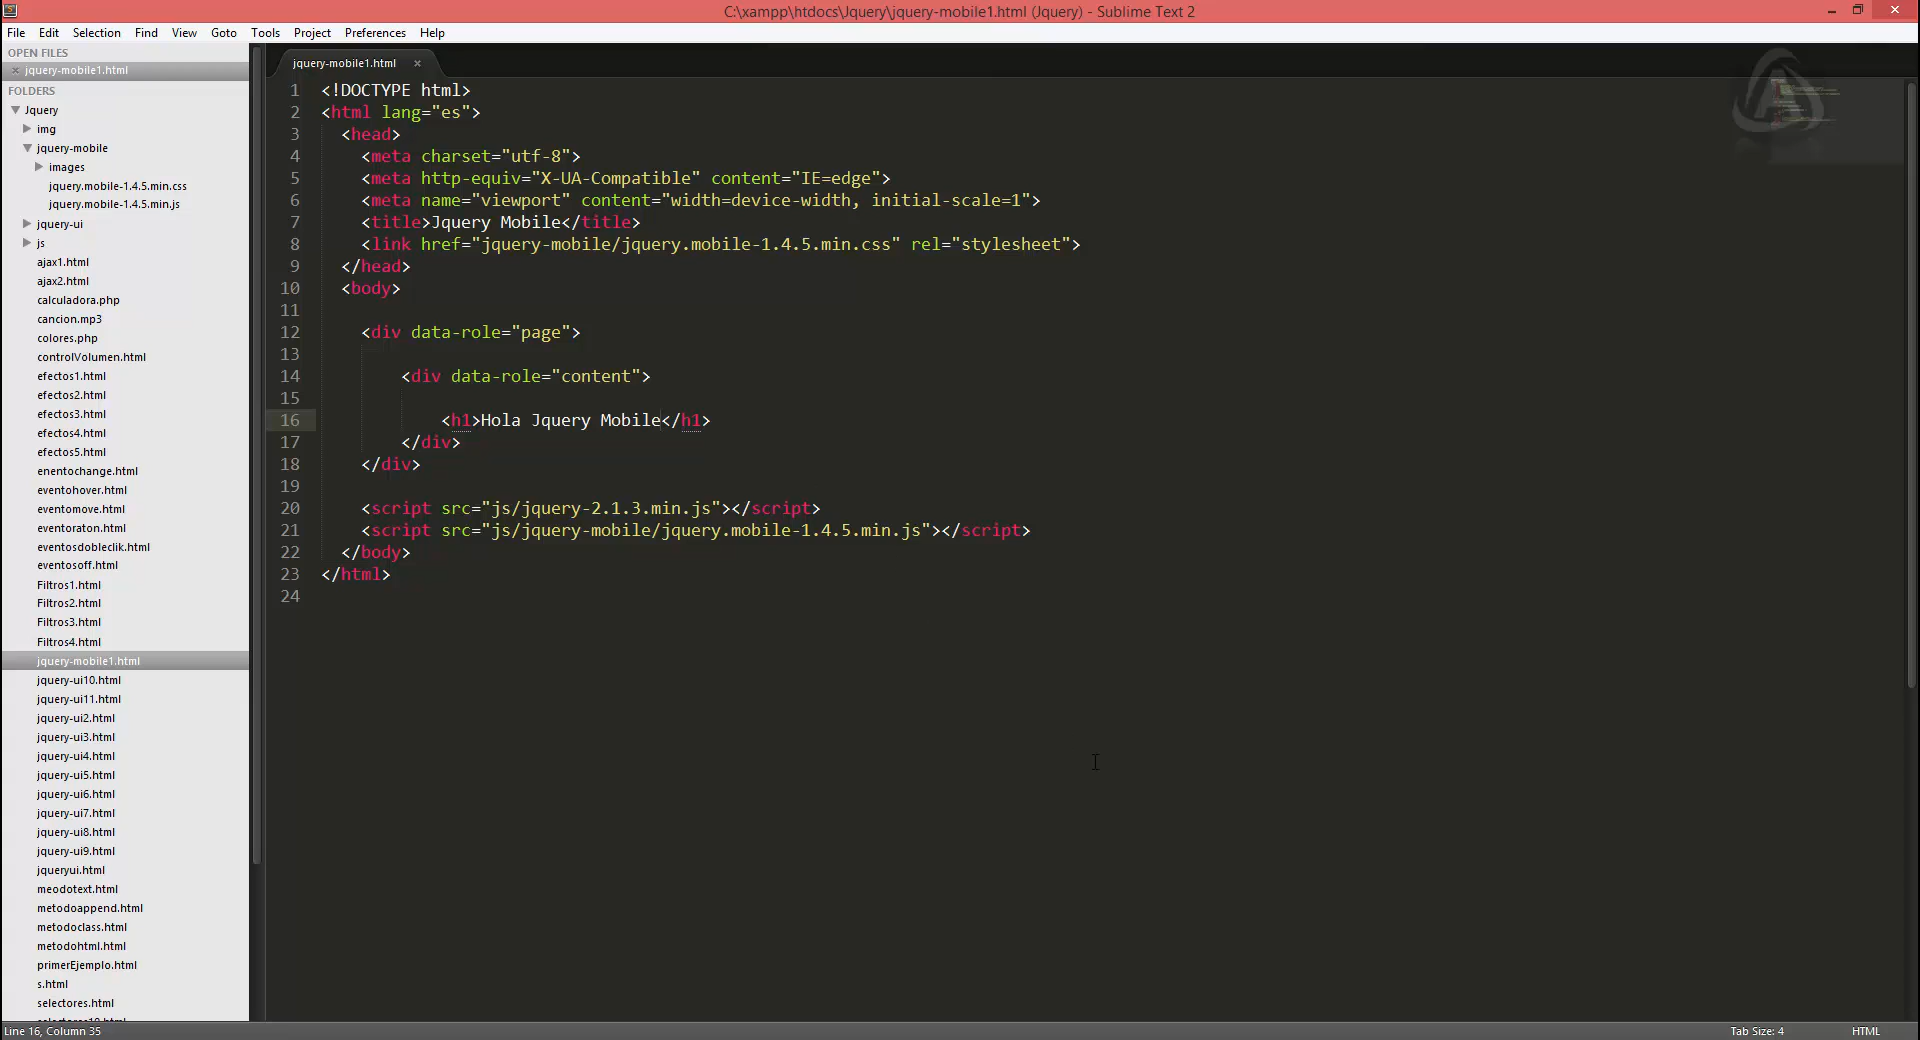 C:\xampp\htdocs\Jquery\jquery-mobile1.html (Jquery) - Sublime Text 2
File Edit Selection Find View Goto Tools Project Preferences Help
OPEN FILES
jquery-mobile1.html
FOLDERS
Jquery
img
jquery-mobile
images
jquery.mobile-1.4.5.min.css
jquery.mobile-1.4.5.min.js
jquery-ui
js
ajax1.html
ajax2.html
calculadora.php
cancion.mp3
colores.php
controlVolumen.html
efectos1.html
efectos2.html
efectos3.html
efectos4.html
efectos5.html
enentochange.html
eventohover.html
eventomove.html
eventoraton.html
eventosdobleclik.html
eventosoff.html
Filtros1.html
Filtros2.html
Filtros3.html
Filtros4.html
jquery-mobile1.html
jquery-ui10.html
jquery-ui11.html
jquery-ui2.html
jquery-ui3.html
jquery-ui4.html
jquery-ui5.html
jquery-ui6.html
jquery-ui7.html
jquery-ui8.html
jquery-ui9.html
jqueryui.html
meodotext.html
metodoappend.html
metodoclass.html
metodohtml.html
primerEjemplo.html
s.html
selectores.html
jquery-mobile1.html
1 <!DOCTYPE html>
2 <html lang="es">
3 <head>
4 <meta charset="utf-8">
5 <meta http-equiv="X-UA-Compatible" content="IE=edge">
6 <meta name="viewport" content="width=device-width, initial-scale=1">
7 <title>Jquery Mobile</title>
8 <link href="jquery-mobile/jquery.mobile-1.4.5.min.css" rel="stylesheet">
9 </head>
10 <body>
11
12 <div data-role="page">
13
14 <div data-role="content">
15
16 <h1>Hola Jquery Mobile</h1>
17 </div>
18 </div>
19
20 <script src="js/jquery-2.1.3.min.js"></script>
21 <script src="js/jquery-mobile/jquery.mobile-1.4.5.min.js"></script>
22 </body>
23 </html>
24
Line 16, Column 35
Tab Size: 4
HTML